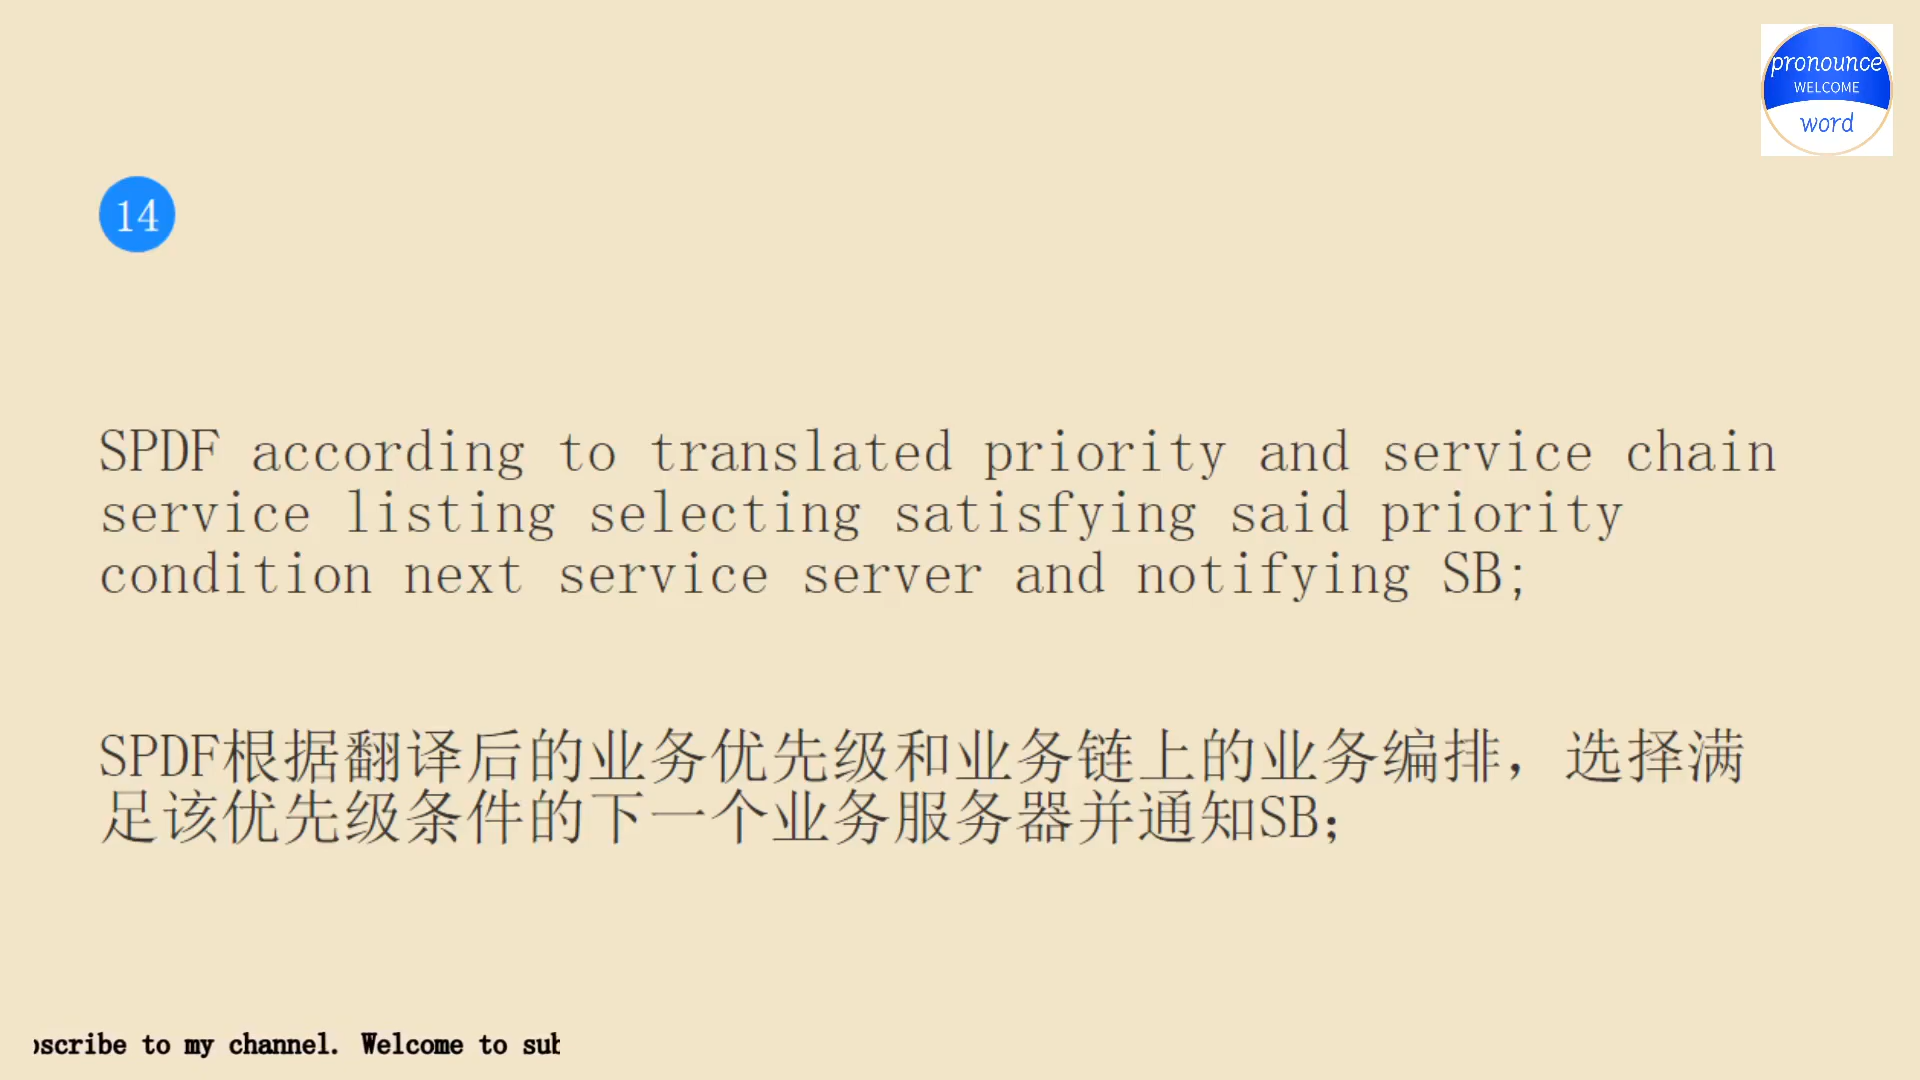 pronounce
WELCOME
word
14
SPDF according to translated priority and service chain
service listing selecting satisfying said priority
condition next service server and notifying SB;
SPDF根据翻译后的业务优先级和业务链上的业务编排，选择满
足该优先级条件的下一个业务服务器并通知SB；
to my channel. Welcome to